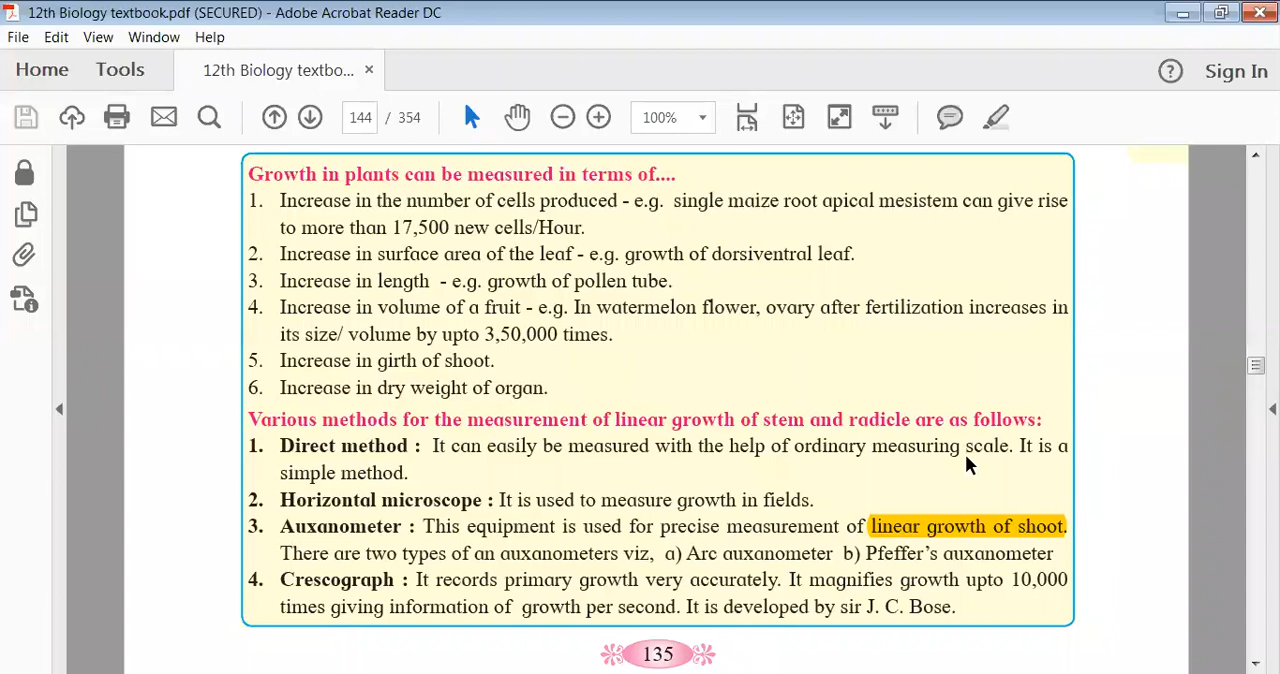 12th Biology textbook.pdf (SECURED) - Adobe Acrobat Reader DC
File Edit View Window Help
Home Tools 12th Biology textbo... × ? Sign In
144 / 354 100%
Growth in plants can be measured in terms of....
1. Increase in the number of cells produced - e.g. single maize root apical mesistem can give rise
to more than 17,500 new cells/Hour.
2. Increase in surface area of the leaf - e.g. growth of dorsiventral leaf.
3. Increase in length - e.g. growth of pollen tube.
4. Increase in volume of a fruit - e.g. In watermelon flower, ovary after fertilization increases in
its size/ volume by upto 3,50,000 times.
5. Increase in girth of shoot.
6. Increase in dry weight of organ.
Various methods for the measurement of linear growth of stem and radicle are as follows:
1. Direct method : It can easily be measured with the help of ordinary measuring scale. It is a
simple method.
2. Horizontal microscope : It is used to measure growth in fields.
3. Auxanometer : This equipment is used for precise measurement of linear growth of shoot.
There are two types of an auxanometers viz, a) Arc auxanometer b) Pfeffer's auxanometer
4. Crescograph : It records primary growth very accurately. It magnifies growth upto 10,000
times giving information of growth per second. It is developed by sir J. C. Bose.
135